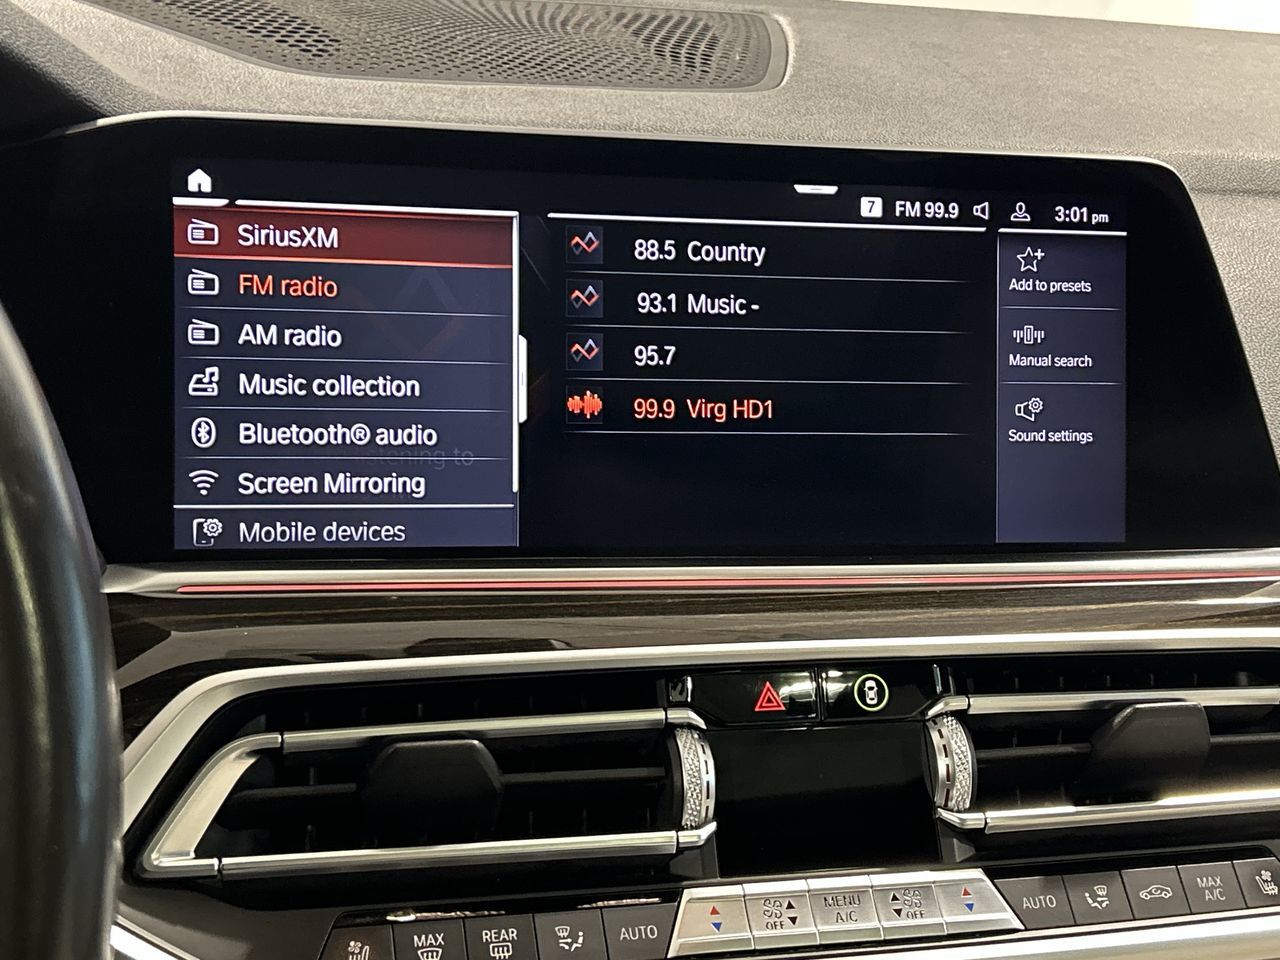 7 FM 99.9 3:01 pm
SiriusXM
FM radio
AM radio
Music collection
Bluetooth® audio
Screen Mirroring
Mobile devices
88.5 Country
93.1 Music -
95.7
99.9 Virg HD1
Add to presets
Manual search
Sound settings
listening to
MAX
REAR
AUTO
OFF
MENU
A/C
OFF
AUTO
MAX
A/C